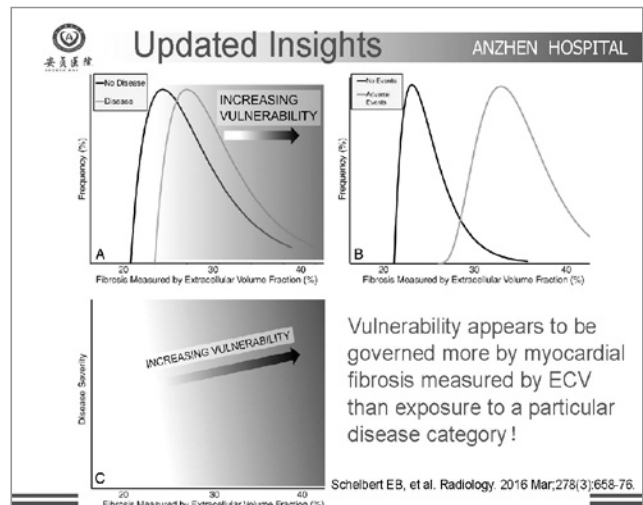 安貞医院
Updated Insights
ANZHEN HOSPITAL
No Disease
Disease
INCREASING
VULNERABILITY
Frequency (%)
A
20
30
40
Fibrosis Measured by Extracellular Volume Fraction (%)
No Events
Adverse
Events
Frequency (%)
B
20
30
40
Fibrosis Measured by Extracellular Volume Fraction (%)
INCREASING VULNERABILITY
Disease Severity
C
20
30
40
Fibrosis Measured by Extracellular Volume Fraction (%)
Vulnerability appears to be
governed more by myocardial
fibrosis measured by ECV
than exposure to a particular
disease category !
Schelbert EB, et al. Radiology. 2016 Mar;278(3):658-76.